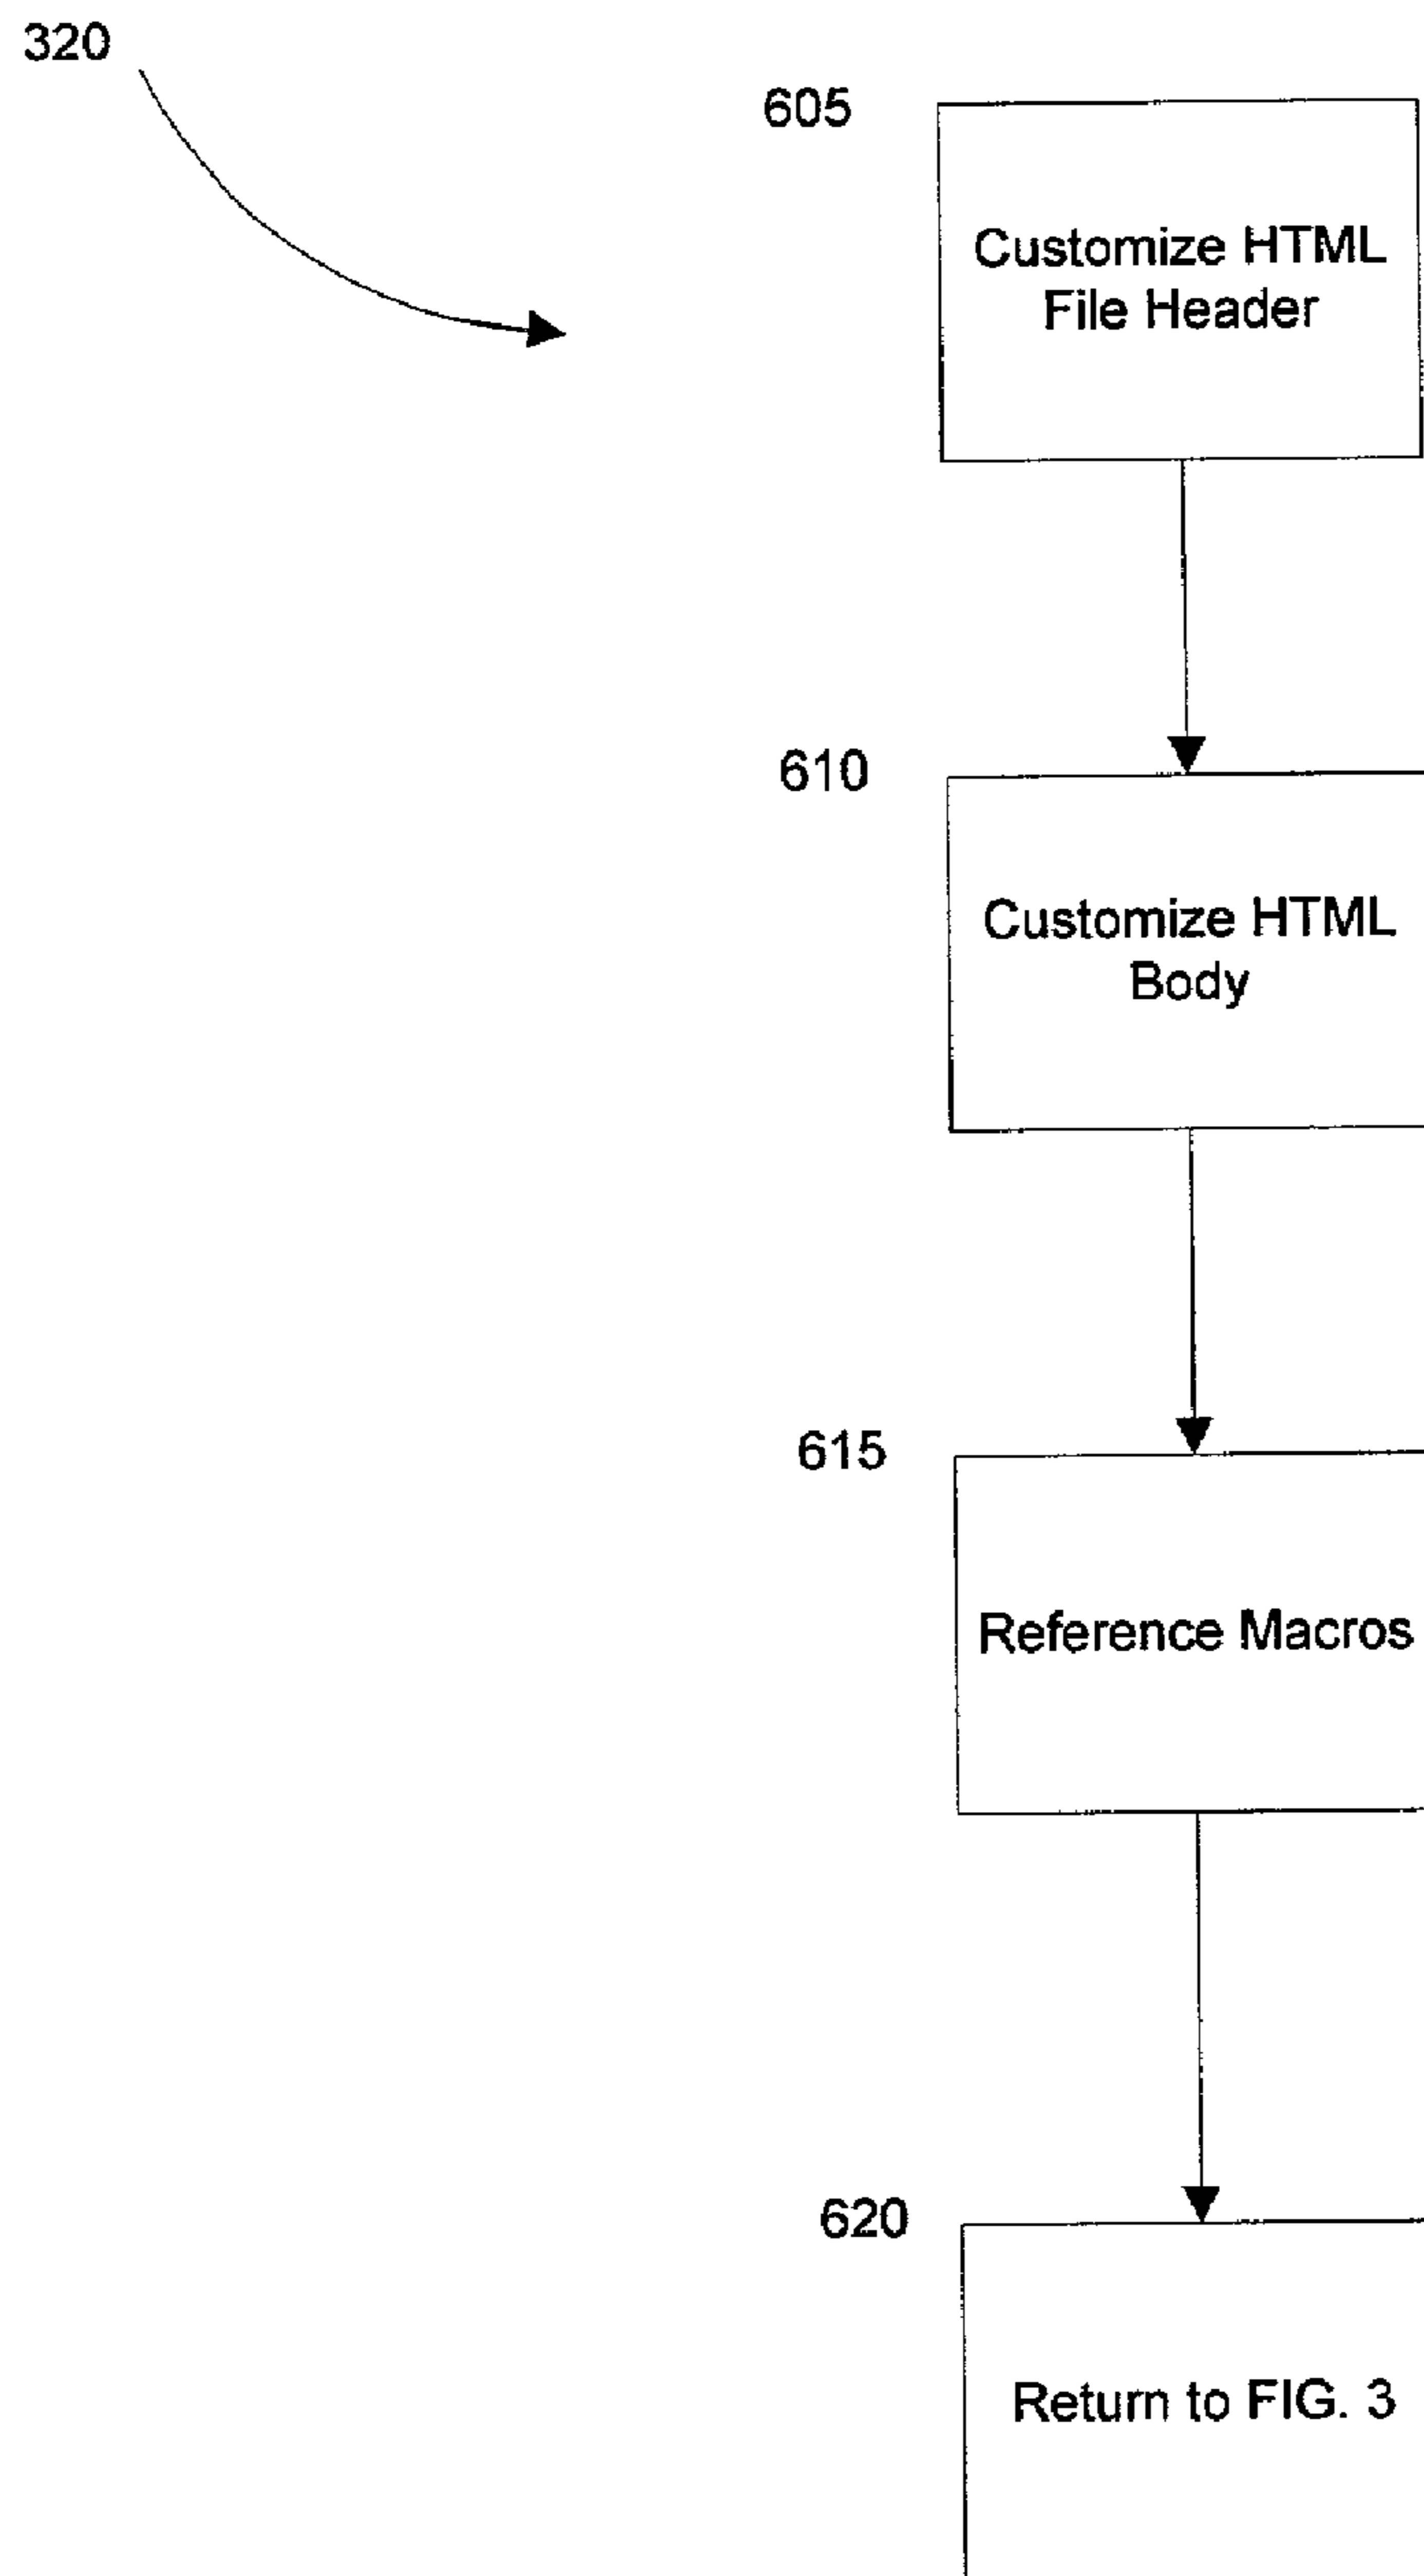 320
605
Customize HTML
File Header
610
Customize HTML
Body
615
Reference Macros
620
Return to FIG. 3